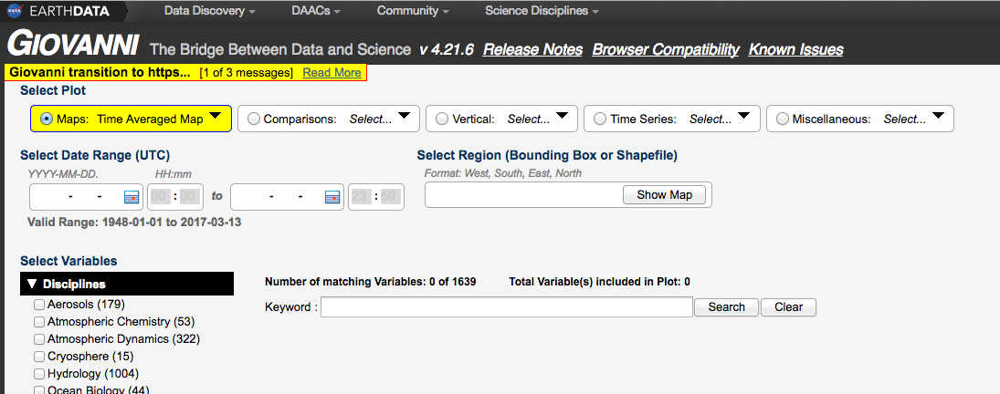 EARTHDATA Data Discovery DAACs Community Science Disciplines
GIOVANNI The Bridge Between Data and Science v 4.21.6 Release Notes Browser Compatibility Known Issues
Giovanni transition to https... [1 of 3 messages] Read More
Select Plot
Maps: Time Averaged Map Comparisons: Select... Vertical: Select... Time Series: Select... Miscellaneous: Select...
Select Date Range (UTC) Select Region (Bounding Box or Shapefile)
YYYY-MM-DD. HH:mm Format: West, South, East, North
- - 00 : 00 to - - 23 : 59 Show Map
Valid Range: 1948-01-01 to 2017-03-13
Select Variables
Disciplines Number of matching Variables: 0 of 1639 Total Variable(s) included in Plot: 0
Aerosols (179) Keyword : Search Clear
Atmospheric Chemistry (53)
Atmospheric Dynamics (322)
Cryosphere (15)
Hydrology (1004)
Ocean Biology (44)